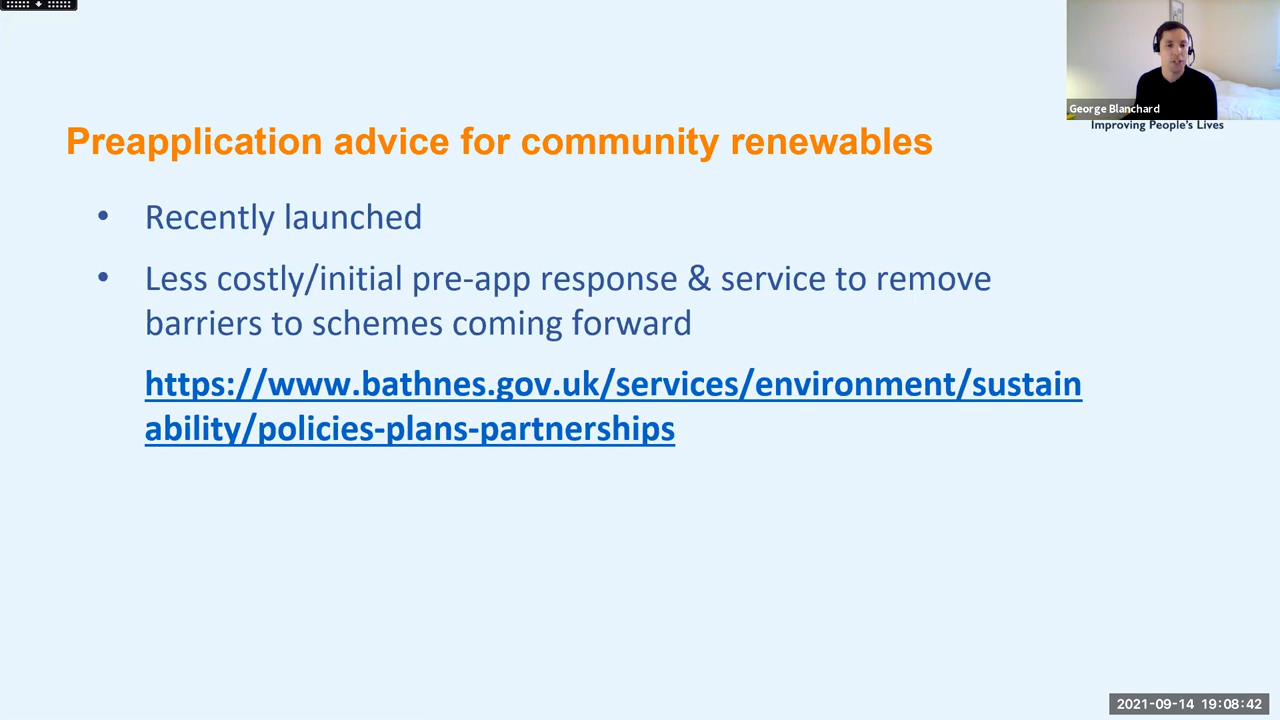 George Blanchard
Improving People's Lives
Preapplication advice for community renewables
• Recently launched
• Less costly/initial pre-app response & service to remove
barriers to schemes coming forward
https://www.bathnes.gov.uk/services/environment/sustain
ability/policies-plans-partnerships
2021-09-14 19:08:42